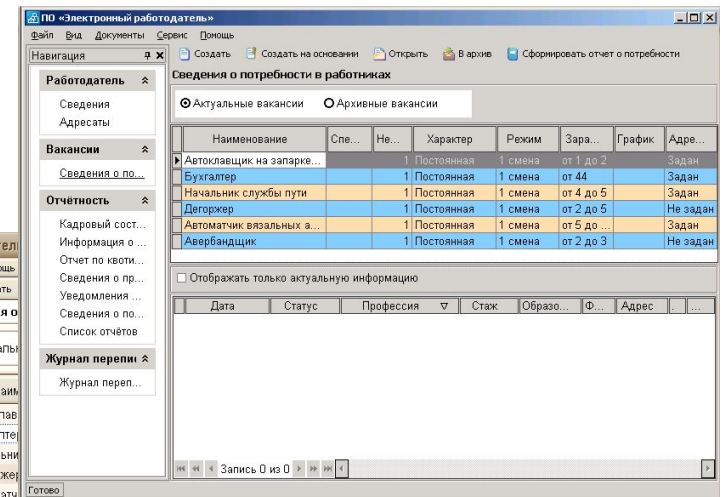 ПО «Электронный работодатель»
Файл Вид Документы Сервис Помощь
Навигация
Создать Создать на основании Открыть В архив Сформировать отчет о потребности
Сведения о потребности в работниках
Работодатель
Сведения
Адресаты
Актуальные вакансии Архивные вакансии
Вакансии
Сведения о по...
Наименование Спе... Не... Характер Режим Зара... График Адре...
Автоклавщик на запарке... 1 Постоянная 1 смена от 1 до 2 Задан
Бухгалтер 1 Постоянная 1 смена от 44 Задан
Начальник службы пути 1 Постоянная 1 смена от 4 до 5 Задан
Дегоржер 1 Постоянная 1 смена от 2 до 5 Не задан
Автоматчик вязальных а... 1 Постоянная 1 смена от 5 до ... Задан
Авербандщик 1 Постоянная 1 смена от 2 до 3 Не задан
Отчётность
Кадровый сост...
Информация о ...
Отчет по квоти...
Сведения о пр...
Уведомления ...
Сведения о по...
Список отчётов
Отображать только актуальную информацию
Дата Статус Профессия Стаж Образо... Ф... Адрес . ...
Журнал перепис
Журнал переп...
Запись 0 из 0
Готово